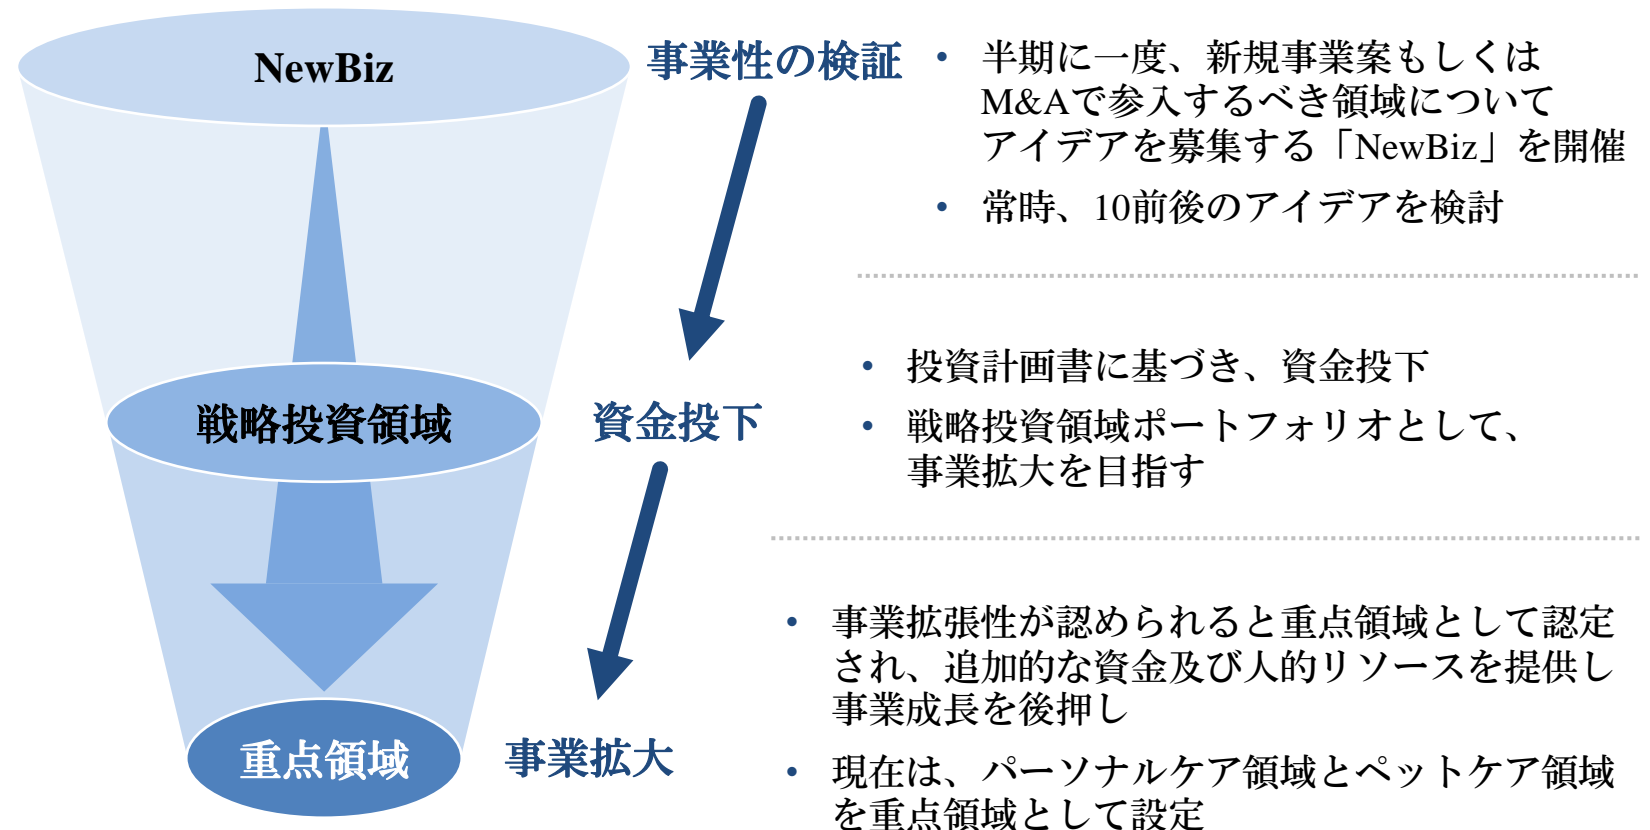 NewBiz
事業性の検証
• 半期に一度、新規事業案もしくは
M&Aで参入するべき領域について
アイデアを募集する「NewBiz」を開催
• 常時、10前後のアイデアを検討
戦略投資領域
資金投下
• 投資計画書に基づき、資金投下
• 戦略投資領域ポートフォリオとして、
事業拡大を目指す
重点領域
事業拡大
• 事業拡張性が認められると重点領域として認定
され、追加的な資金及び人的リソースを提供し
事業成長を後押し
• 現在は、パーソナルケア領域とペットケア領域
を重点領域として設定